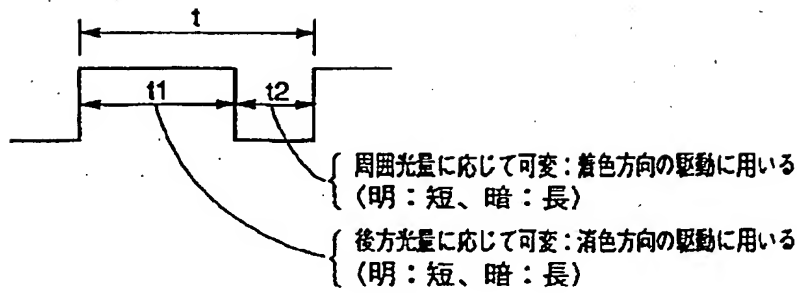 t
t1 t2
周囲光量に応じて可変:着色方向の駆動に用いる
(明:短、暗:長)
後方光量に応じて可変:消色方向の駆動に用いる
(明:短、暗:長)